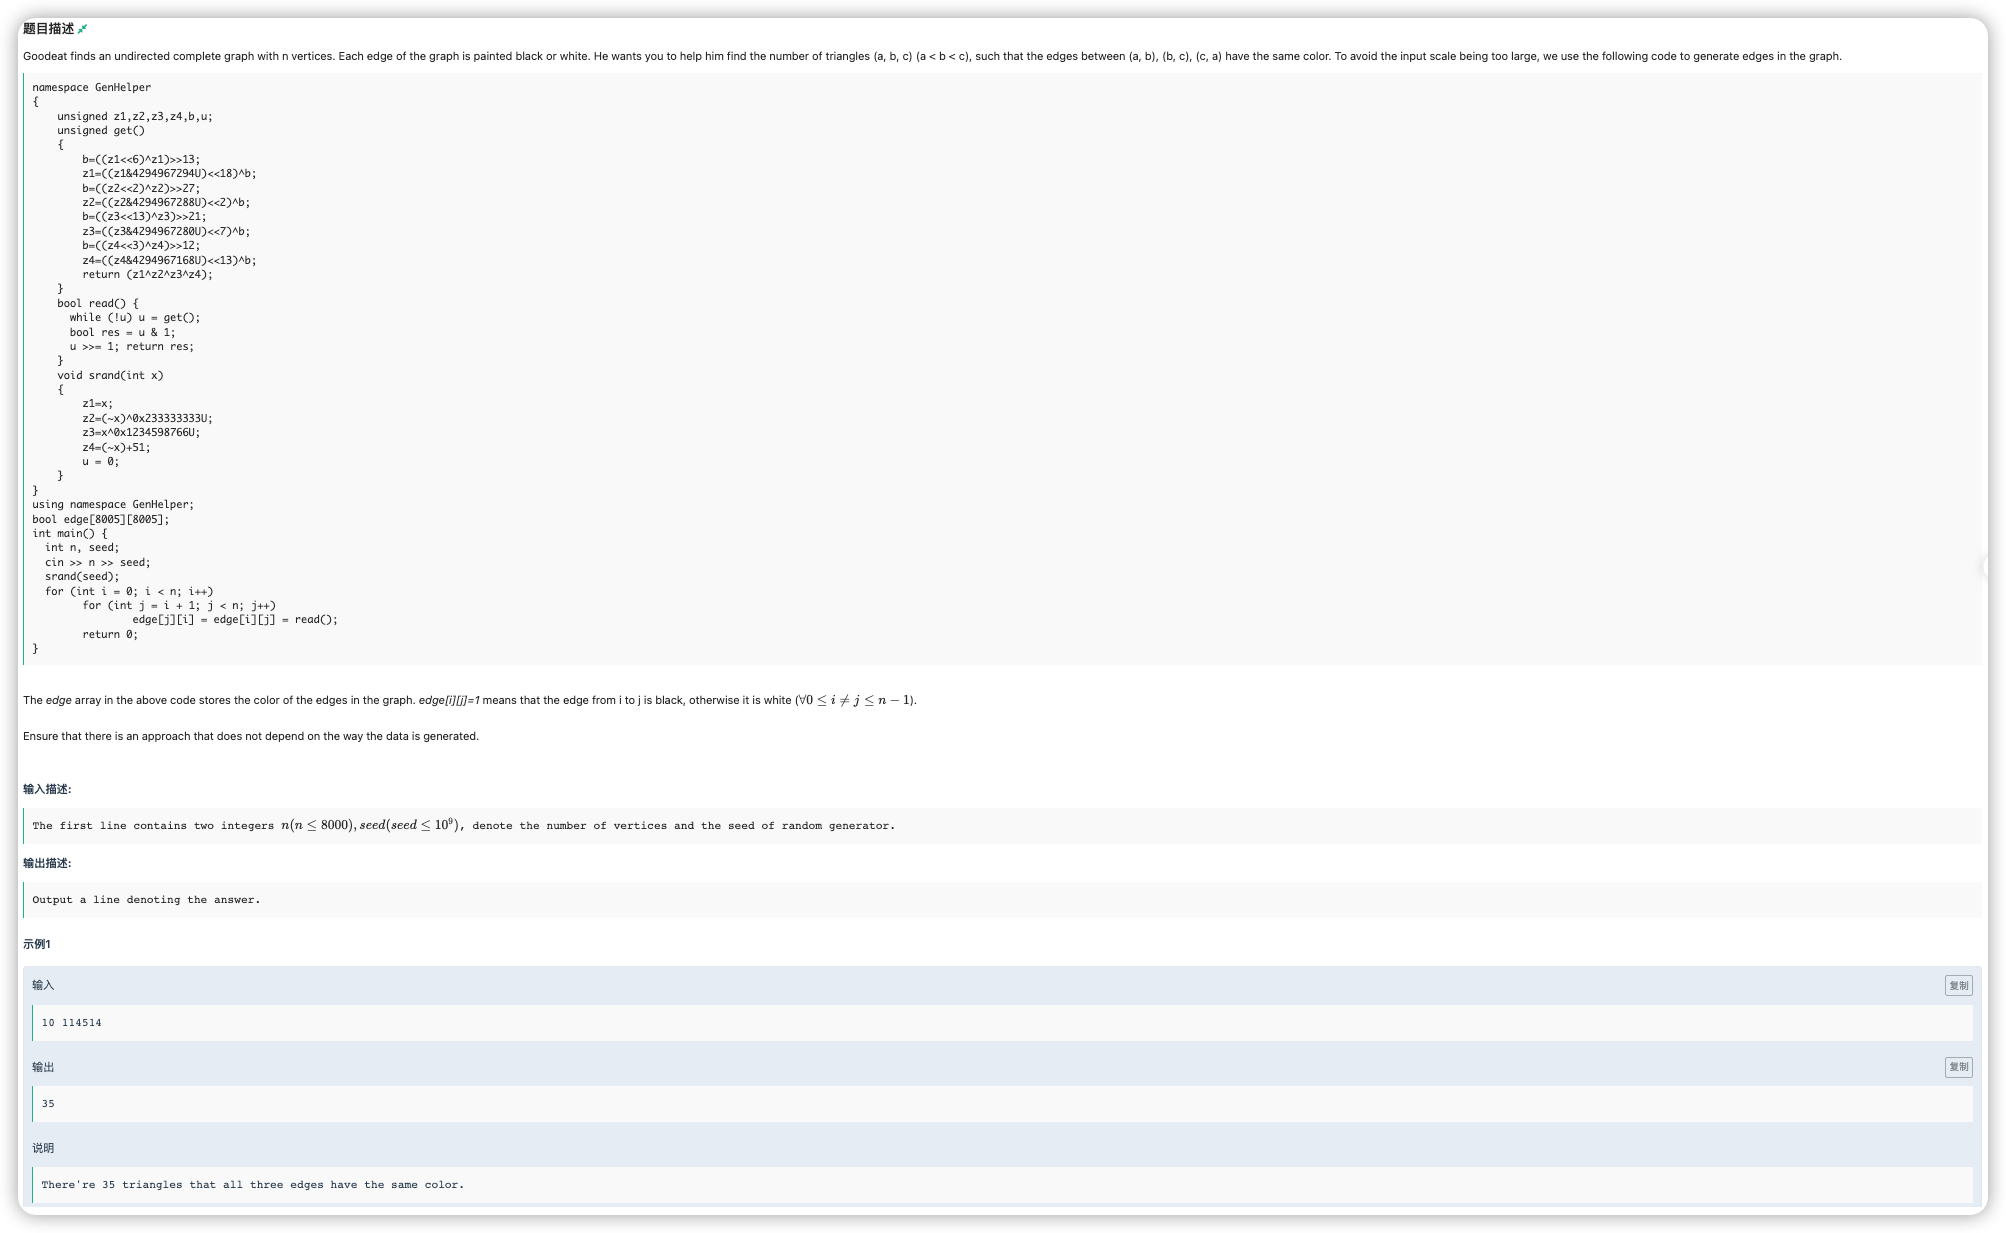 题目描述
Goodeat finds an undirected complete graph with n vertices. Each edge of the graph is painted black or white. He wants you to help him find the number of triangles (a, b, c) (a < b < c), such that the edges between (a, b), (b, c), (c, a) have the same color. To avoid the input scale being too large, we use the following code to generate edges in the graph.
namespace GenHelper
{
    unsigned z1,z2,z3,z4,b,u;
    unsigned get()
    {
        b=((z1<<6)^z1)>>13;
        z1=((z1&4294967294U)<<18)^b;
        b=((z2<<2)^z2)>>27;
        z2=((z2&4294967288U)<<2)^b;
        b=((z3<<13)^z3)>>21;
        z3=((z3&4294967280U)<<7)^b;
        b=((z4<<3)^z4)>>12;
        z4=((z4&4294967168U)<<13)^b;
        return (z1^z2^z3^z4);
    }
    bool read() {
      while (!u) u = get();
      bool res = u & 1;
      u >>= 1; return res;
    }
    void srand(int x)
    {
        z1=x;
        z2=(~x)^0x233333333U;
        z3=x^0x1234598766U;
        z4=(~x)+51;
        u = 0;
    }
}
using namespace GenHelper;
bool edge[8005][8005];
int main() {
  int n, seed;
  cin >> n >> seed;
  srand(seed);
  for (int i = 0; i < n; i++)
        for (int j = i + 1; j < n; j++)
                edge[j][i] = edge[i][j] = read();
        return 0;
}
The edge array in the above code stores the color of the edges in the graph. edge[i][j]=1 means that the edge from i to j is black, otherwise it is white (∀0 ≤ i ≠ j ≤ n − 1).
Ensure that there is an approach that does not depend on the way the data is generated.
输入描述:
The first line contains two integers n(n ≤ 8000), seed(seed ≤ 10⁹), denote the number of vertices and the seed of random generator.
输出描述:
Output a line denoting the answer.
示例1
输入
复制
10 114514
输出
复制
35
说明
There're 35 triangles that all three edges have the same color.